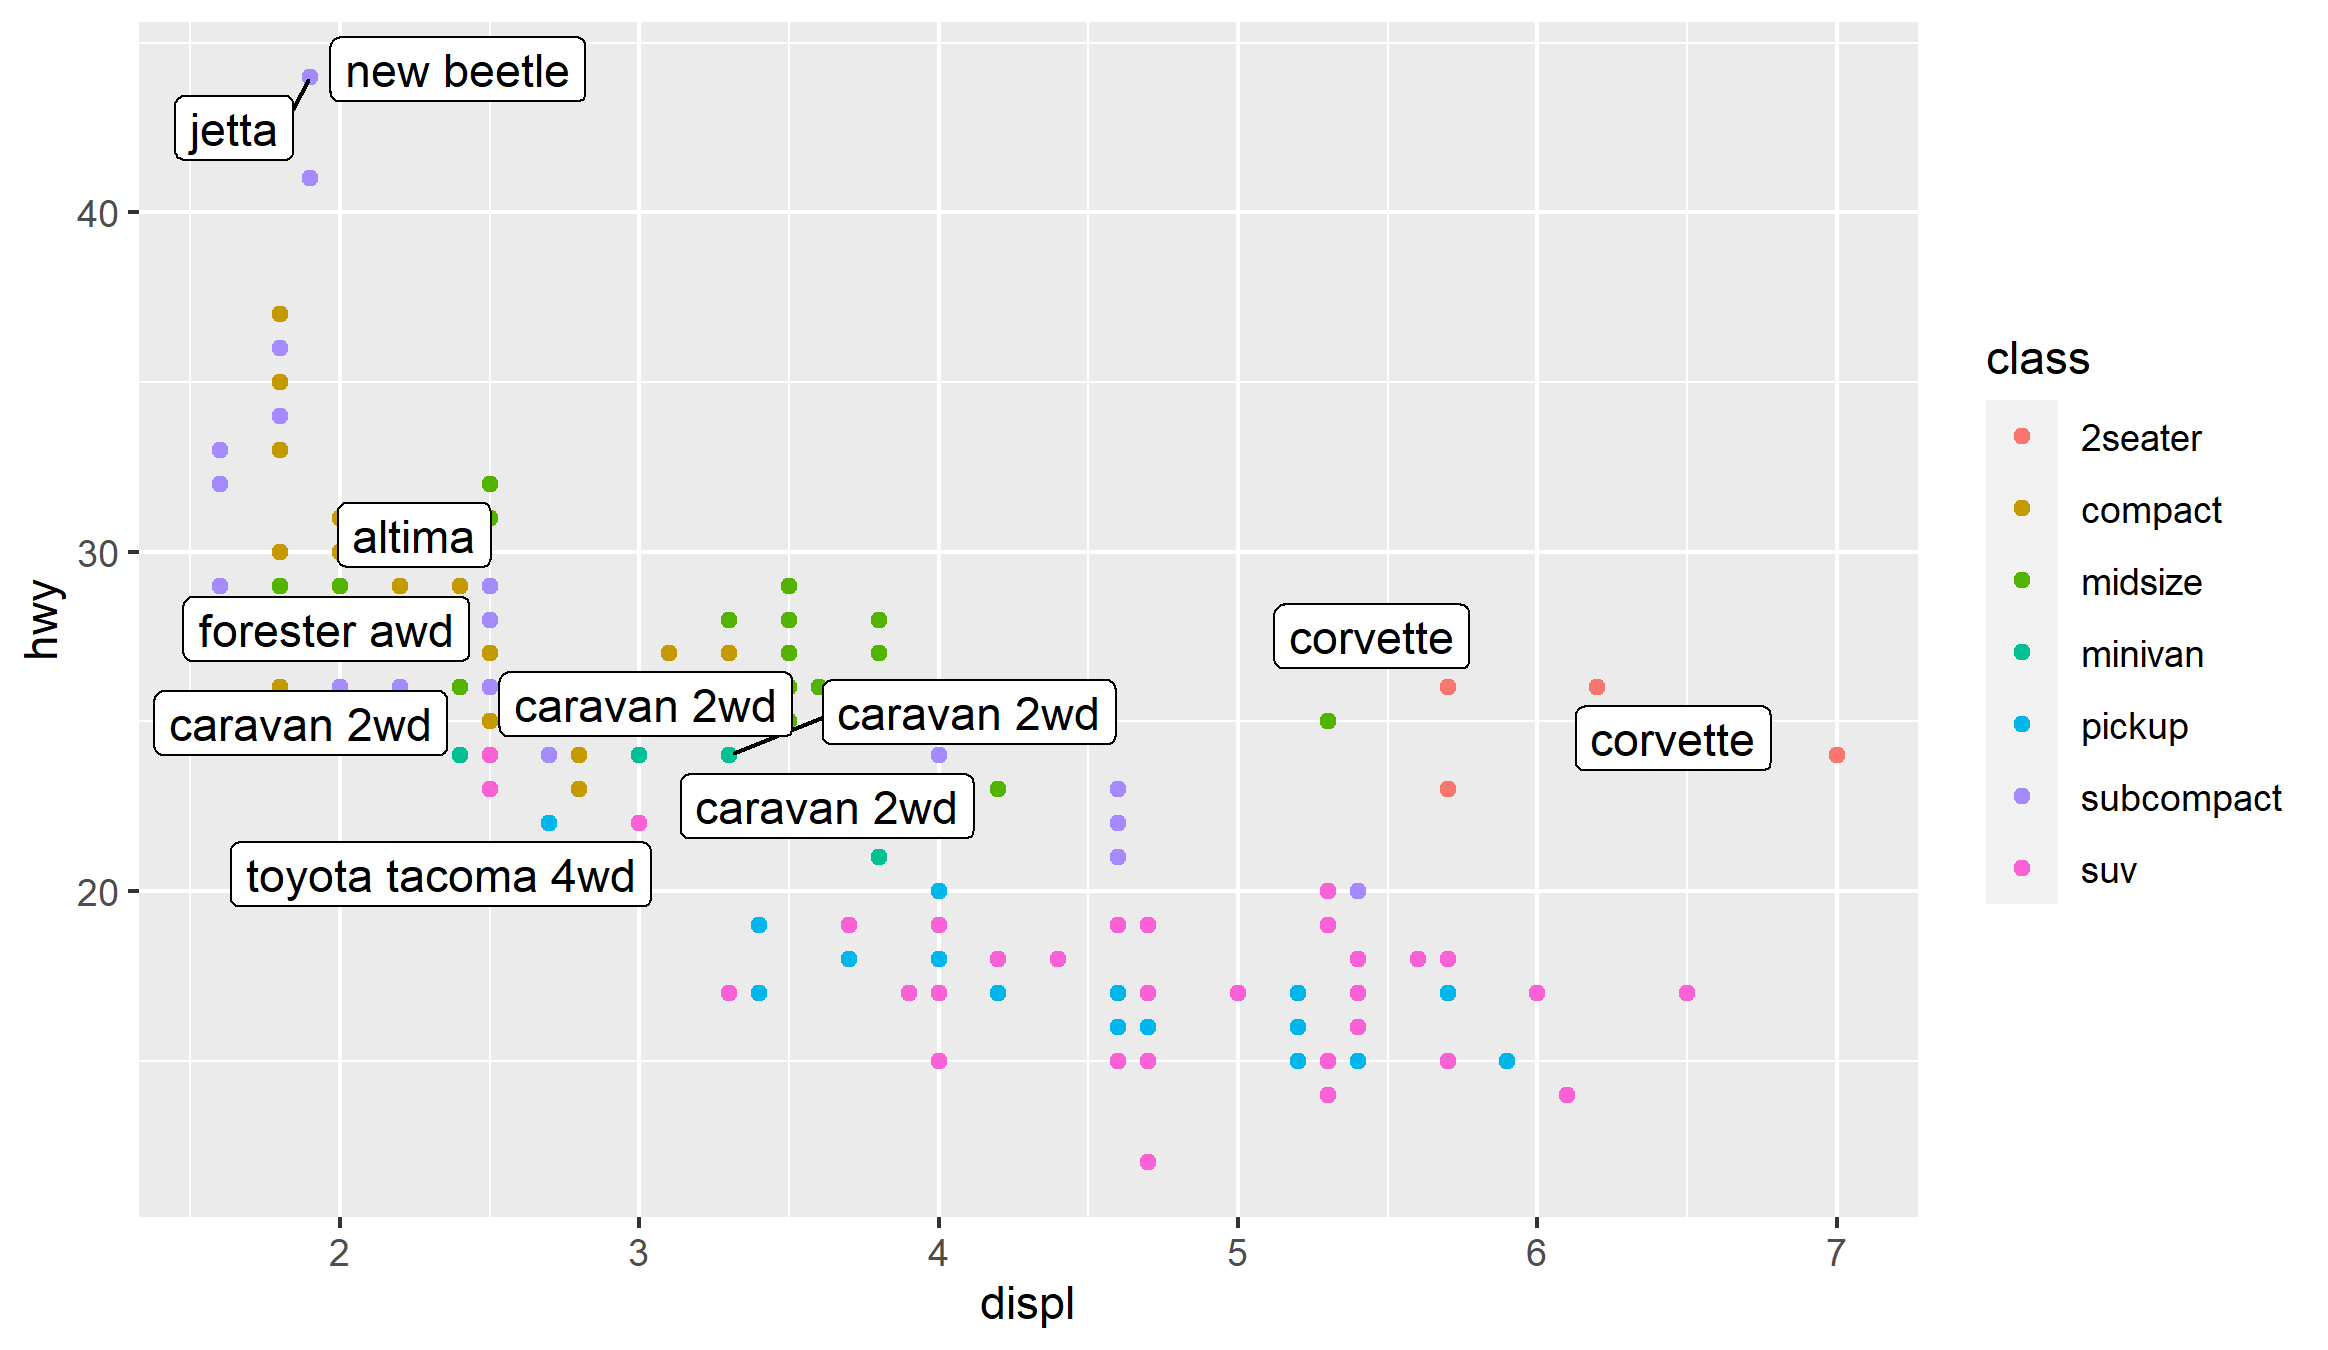 new beetle
jetta
40
altima
30
forester awd
corvette
caravan 2wd
caravan 2wd
caravan 2wd
corvette
caravan 2wd
toyota tacoma 4wd
20
hwy
2
3
4
5
6
7
displ
class
2seater
compact
midsize
minivan
pickup
subcompact
suv